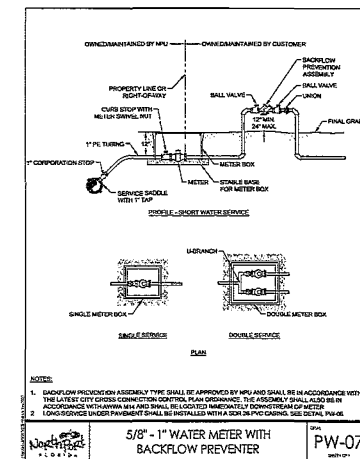 OWNED/MAINTAINED BY NPU
OWNED/MAINTAINED BY CUSTOMER
BACKFLOW
PREVENTION
ASSEMBLY
PROPERTY LINE OR
RIGHT-OF-WAY
BALL VALVE
BALL VALVE
UNION
CURB STOP WITH
METER SWIVEL NUT
12" MIN.
24" MAX.
FINAL GRADE
1" PE TUBING
12"
1" CORPORATION STOP
METER BOX
METER
STABLE BASE
FOR METER BOX
SERVICE SADDLE
WITH 1" TAP
PROFILE - SHORT WATER SERVICE
U-BRANCH
SINGLE METER BOX
DOUBLE METER BOX
SINGLE SERVICE
DOUBLE SERVICE
PLAN
NOTES:
1. BACKFLOW PREVENTION ASSEMBLY TYPE SHALL BE APPROVED BY NPU AND SHALL BE IN ACCORDANCE WITH
THE LATEST CITY CROSS CONNECTION CONTROL PLAN ORDINANCE. THE ASSEMBLY SHALL ALSO BE IN
ACCORDANCE WITH AWWA M14 AND SHALL BE LOCATED IMMEDIATELY DOWNSTREAM OF METER
2 LONG SERVICE UNDER PAVEMENT SHALL BE INSTALLED WITH A SDR 26 PVC CASING. SEE DETAIL PW-06
North Port
FLORIDA
5/8" - 1" WATER METER WITH
BACKFLOW PREVENTER
PW-07